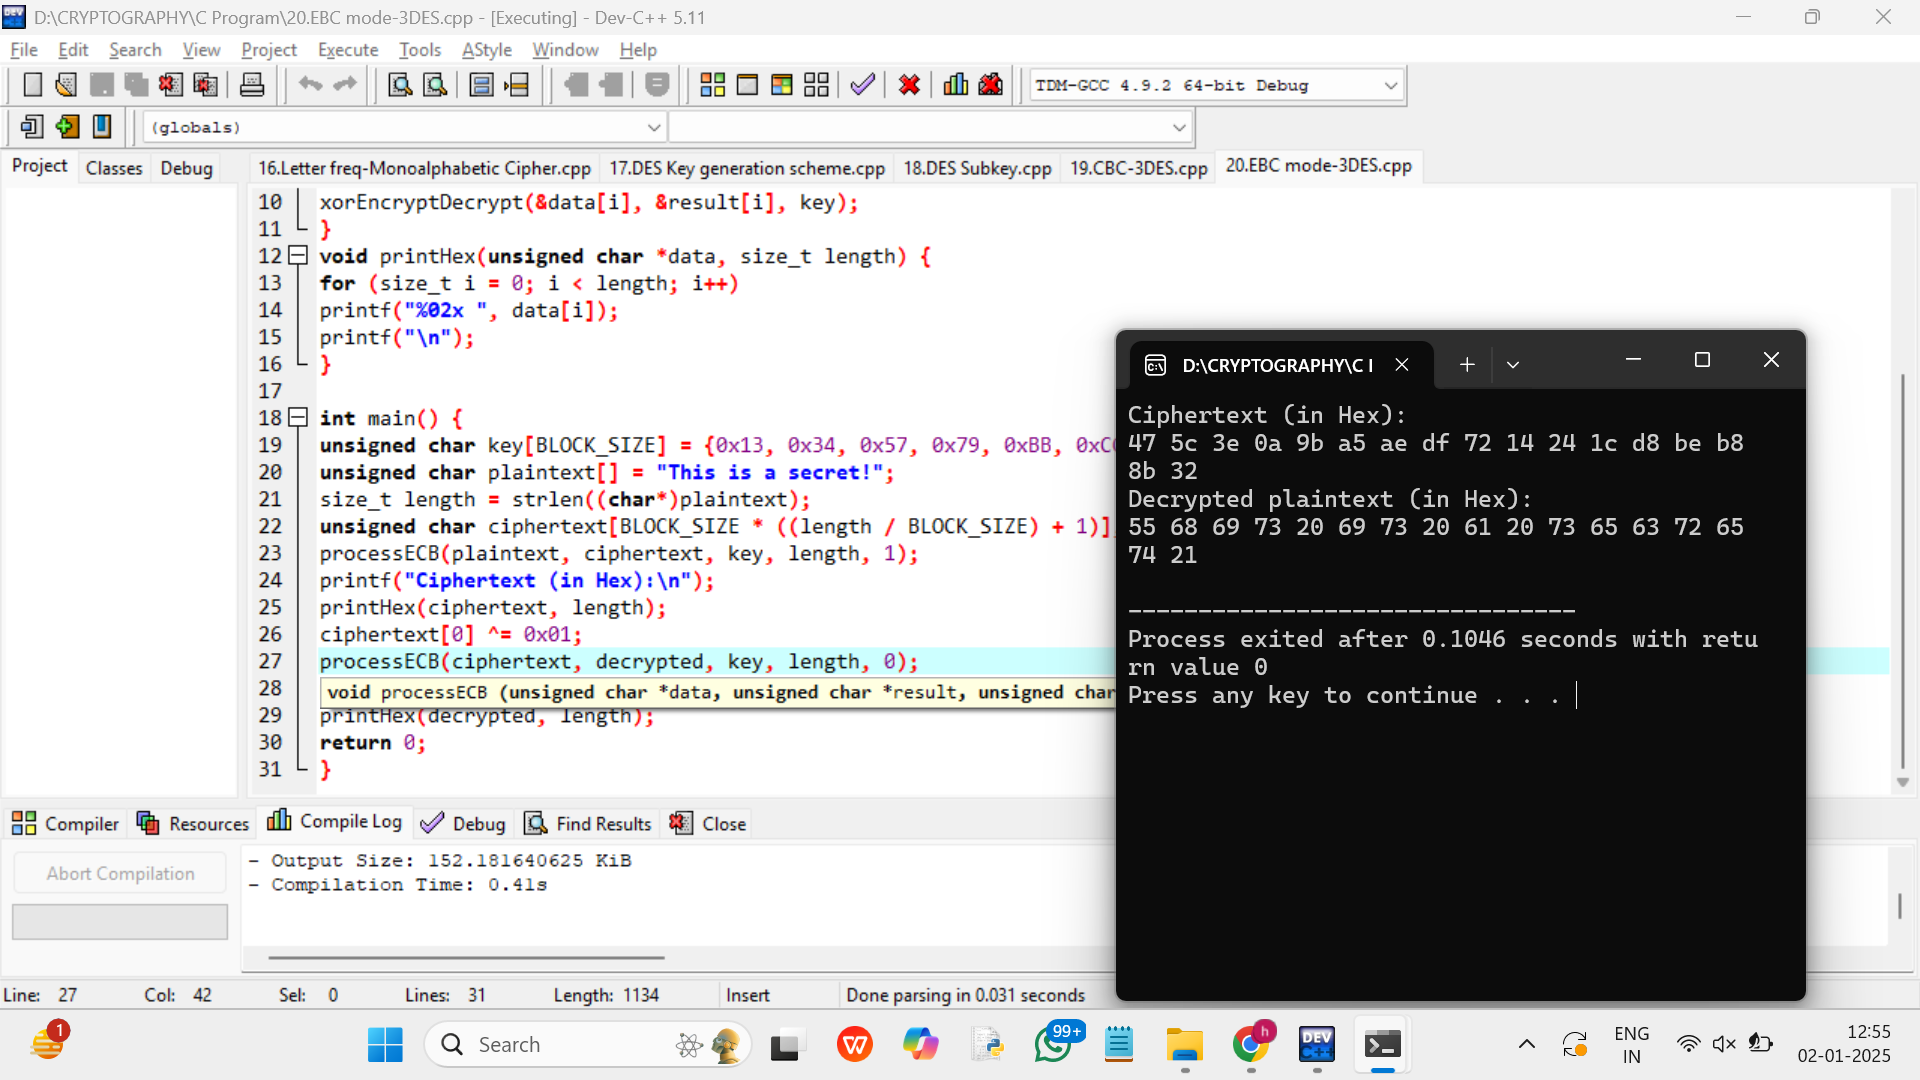 D:\CRYPTOGRAPHY\C Program\20.EBC mode-3DES.cpp - [Executing] - Dev-C++ 5.11
File Edit Search View Project Execute Tools AStyle Window Help
TDM-GCC 4.9.2 64-bit Debug
(globals)
Project Classes Debug 16.Letter freq-Monoalphabetic Cipher.cpp 17.DES Key generation scheme.cpp 18.DES Subkey.cpp 19.CBC-3DES.cpp 20.EBC mode-3DES.cpp
10 xorEncryptDecrypt(&data[i], &result[i], key);
11 }
12 void printHex(unsigned char *data, size_t length) {
13 for (size_t i = 0; i < length; i++)
14 printf("%02x ", data[i]);
15 printf("\n");
16 }
17
18 int main() {
19 unsigned char key[BLOCK_SIZE] = {0x13, 0x34, 0x57, 0x79, 0xBB,
20 unsigned char plaintext[] = "This is a secret!";
21 size_t length = strlen((char*)plaintext);
22 unsigned char ciphertext[BLOCK_SIZE * ((length / BLOCK_SIZE) + 1)]
23 processECB(plaintext, ciphertext, key, length, 1);
24 printf("Ciphertext (in Hex):\n");
25 printHex(ciphertext, length);
26 ciphertext[0] ^= 0x01;
27 processECB(ciphertext, decrypted, key, length, 0);
28 void processECB (unsigned char *data, unsigned char *result, unsigned char
29 printHex(decrypted, length);
30 return 0;
31 }
D:\CRYPTOGRAPHY\C
Ciphertext (in Hex):
47 5c 3e 0a 9b a5 ae df 72 14 24 1c d8 be b8
8b 32
Decrypted plaintext (in Hex):
55 68 69 73 20 69 73 20 61 20 73 65 63 72 65
74 21
--------------------------------
Process exited after 0.1046 seconds with retu
rn value 0
Press any key to continue . . .
Compiler Resources Compile Log Debug Find Results Close
Abort Compilation
- Output Size: 152.181640625 KiB
- Compilation Time: 0.41s
Line: 27 Col: 42 Sel: 0 Lines: 31 Length: 1134 Insert Done parsing in 0.031 seconds
1
Search
99+
h
DEV C++
ENG
IN
12:55
02-01-2025